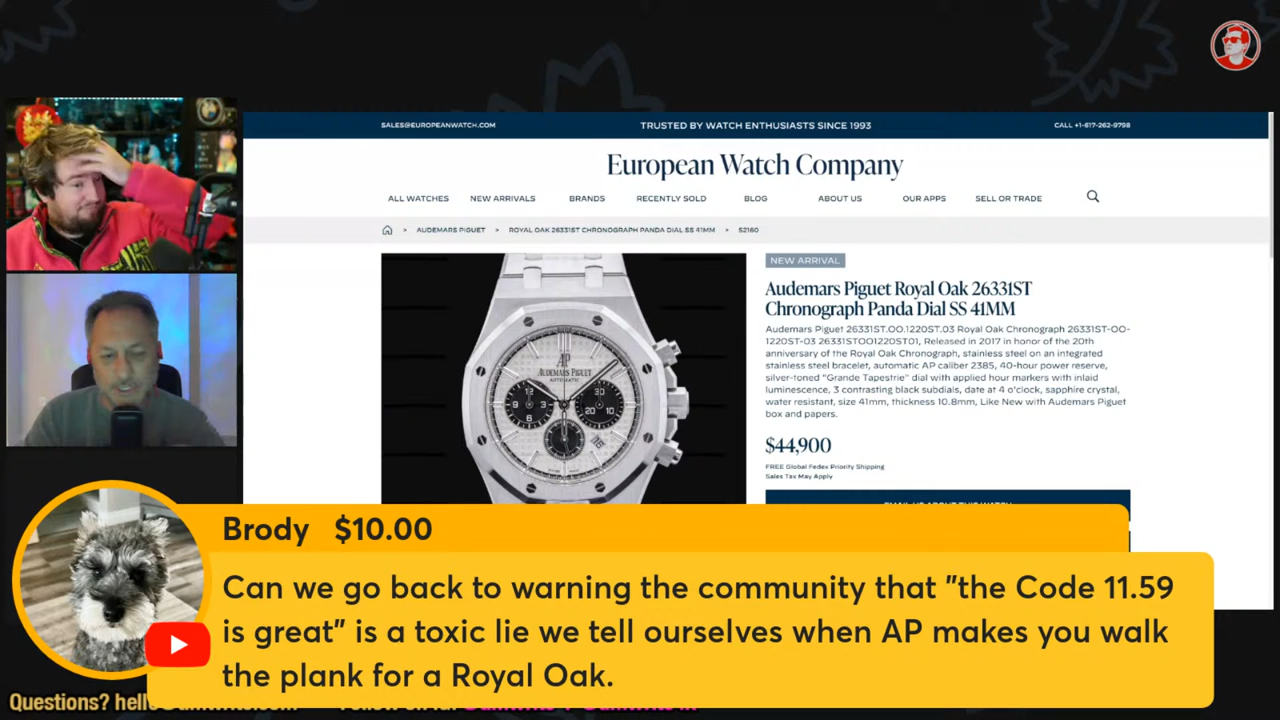 SALES@EUROPEANWATCH.COM
TRUSTED BY WATCH ENTHUSIASTS SINCE 1993
CALL +1-617-262-9798
European Watch Company
ALL WATCHES
NEW ARRIVALS
BRANDS
RECENTLY SOLD
BLOG
ABOUT US
OUR APPS
SELL OR TRADE
> AUDEMARS PIGUET > ROYAL OAK 26331ST CHRONOGRAPH PANDA DIAL SS 41MM > 52160
NEW ARRIVAL
Audemars Piguet Royal Oak 26331ST
Chronograph Panda Dial SS 41MM
Audemars Piguet 26331ST.OO.1220ST.03 Royal Oak Chronograph 26331ST-OO-
1220ST-03 26331STOO1220ST01, Released in 2017 in honor of the 20th
anniversary of the Royal Oak Chronograph, stainless steel on an integrated
stainless steel bracelet, automatic AP caliber 2385, 40-hour power reserve,
silver-toned "Grande Tapestrie" dial with applied hour markers with inlaid
luminescence, 3 contrasting black subdials, date at 4 o'clock, sapphire crystal,
water resistant, size 41mm, thickness 10.8mm, Like New with Audemars Piguet
box and papers.
$44,900
FREE Global Fedex Priority Shipping
Sales Tax May Apply
AP
AUDEMARS PIGUET
AUTOMATIC
9 3
6
30
20 10
Brody $10.00
Can we go back to warning the community that "the Code 11.59
is great" is a toxic lie we tell ourselves when AP makes you walk
the plank for a Royal Oak.
Questions?